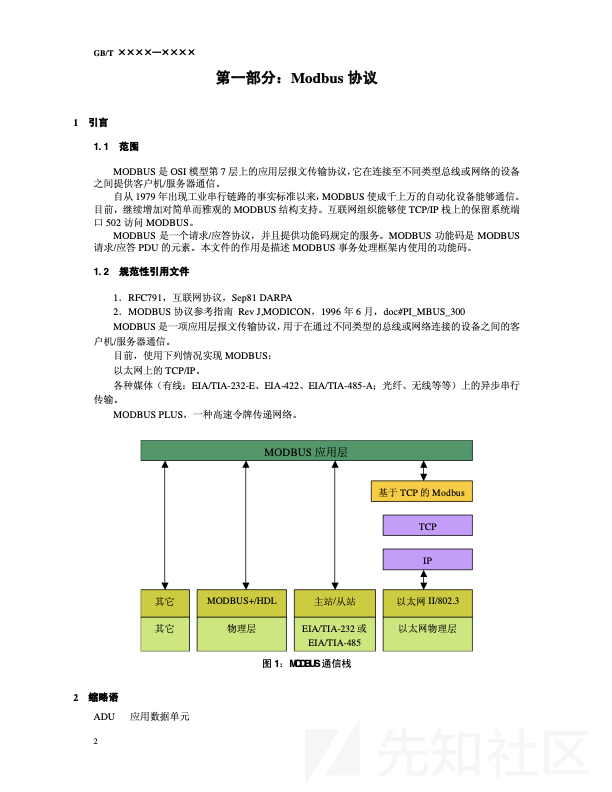 GB/T ××××—××××
第一部分：Modbus 协议
1 引言
1.1 范围
MODBUS 是 OSI 模型第 7 层上的应用层报文传输协议，它在连接至不同类型总线或网络的设备
之间提供客户机/服务器通信。
自从 1979 年出现工业串行链路的事实标准以来，MODBUS 使成千上万的自动化设备能够通信。
目前，继续增加对简单而雅观的 MODBUS 结构支持。互联网组织能够使 TCP/IP 栈上的保留系统端
口 502 访问 MODBUS。
MODBUS 是一个请求/应答协议，并且提供功能码规定的服务。MODBUS 功能码是 MODBUS
请求/应答 PDU 的元素。本文件的作用是描述 MODBUS 事务处理框架内使用的功能码。
1.2 规范性引用文件
1．RFC791，互联网协议，Sep81 DARPA
2．MODBUS 协议参考指南 Rev J,MODICON，1996 年 6 月，doc#PI_MBUS_300
MODBUS 是一项应用层报文传输协议，用于在通过不同类型的总线或网络连接的设备之间的客
户机/服务器通信。
目前，使用下列情况实现 MODBUS：
以太网上的 TCP/IP。
各种媒体（有线：EIA/TIA-232-E、EIA-422、EIA/TIA-485-A；光纤、无线等等）上的异步串行
传输。
MODBUS PLUS，一种高速令牌传递网络。
MODBUS 应用层
基于 TCP 的 Modbus
TCP
IP
其它 MODBUS+/HDL 主站/从站 以太网 II/802.3
其它 物理层 EIA/TIA-232 或 以太网物理层
EIA/TIA-485
图 1：MODBUS 通信栈
2 缩略语
ADU 应用数据单元
2
先知社区